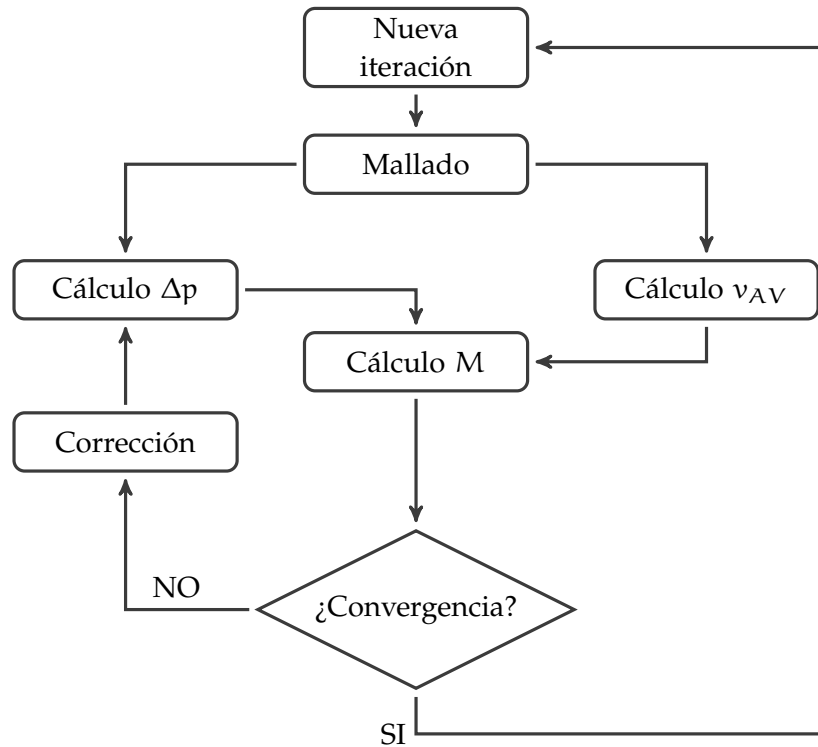 Nueva
iteración
Mallado
Cálculo Δp
Cálculo ν_AV
Cálculo M
Corrección
NO
¿Convergencia?
SI